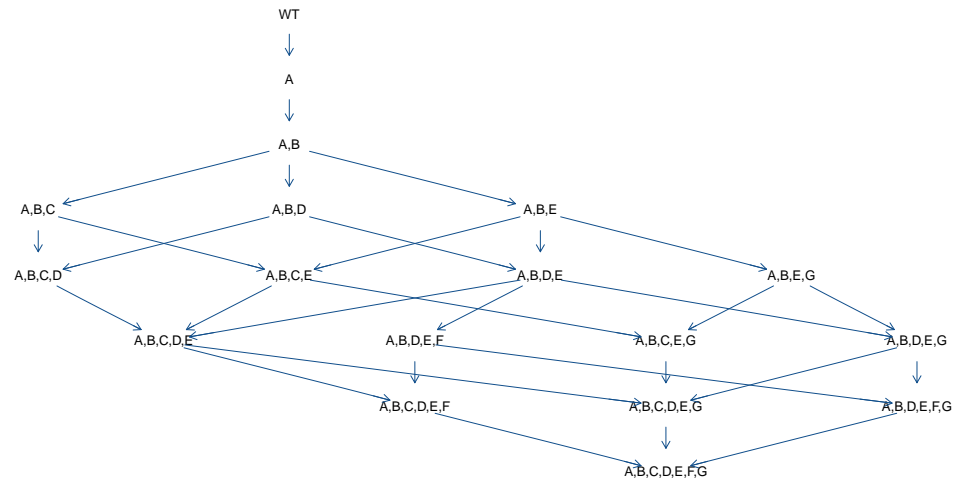 WT
A
A,B
A,B,C
A,B,D
A,B,E
A,B,C,D
A,B,C,E
A,B,D,E
A,B,E,G
A,B,C,D,E
A,B,D,E,F
A,B,C,E,G
A,B,D,E,G
A,B,C,D,E,F
A,B,C,D,E,G
A,B,D,E,F,G
A,B,C,D,E,F,G